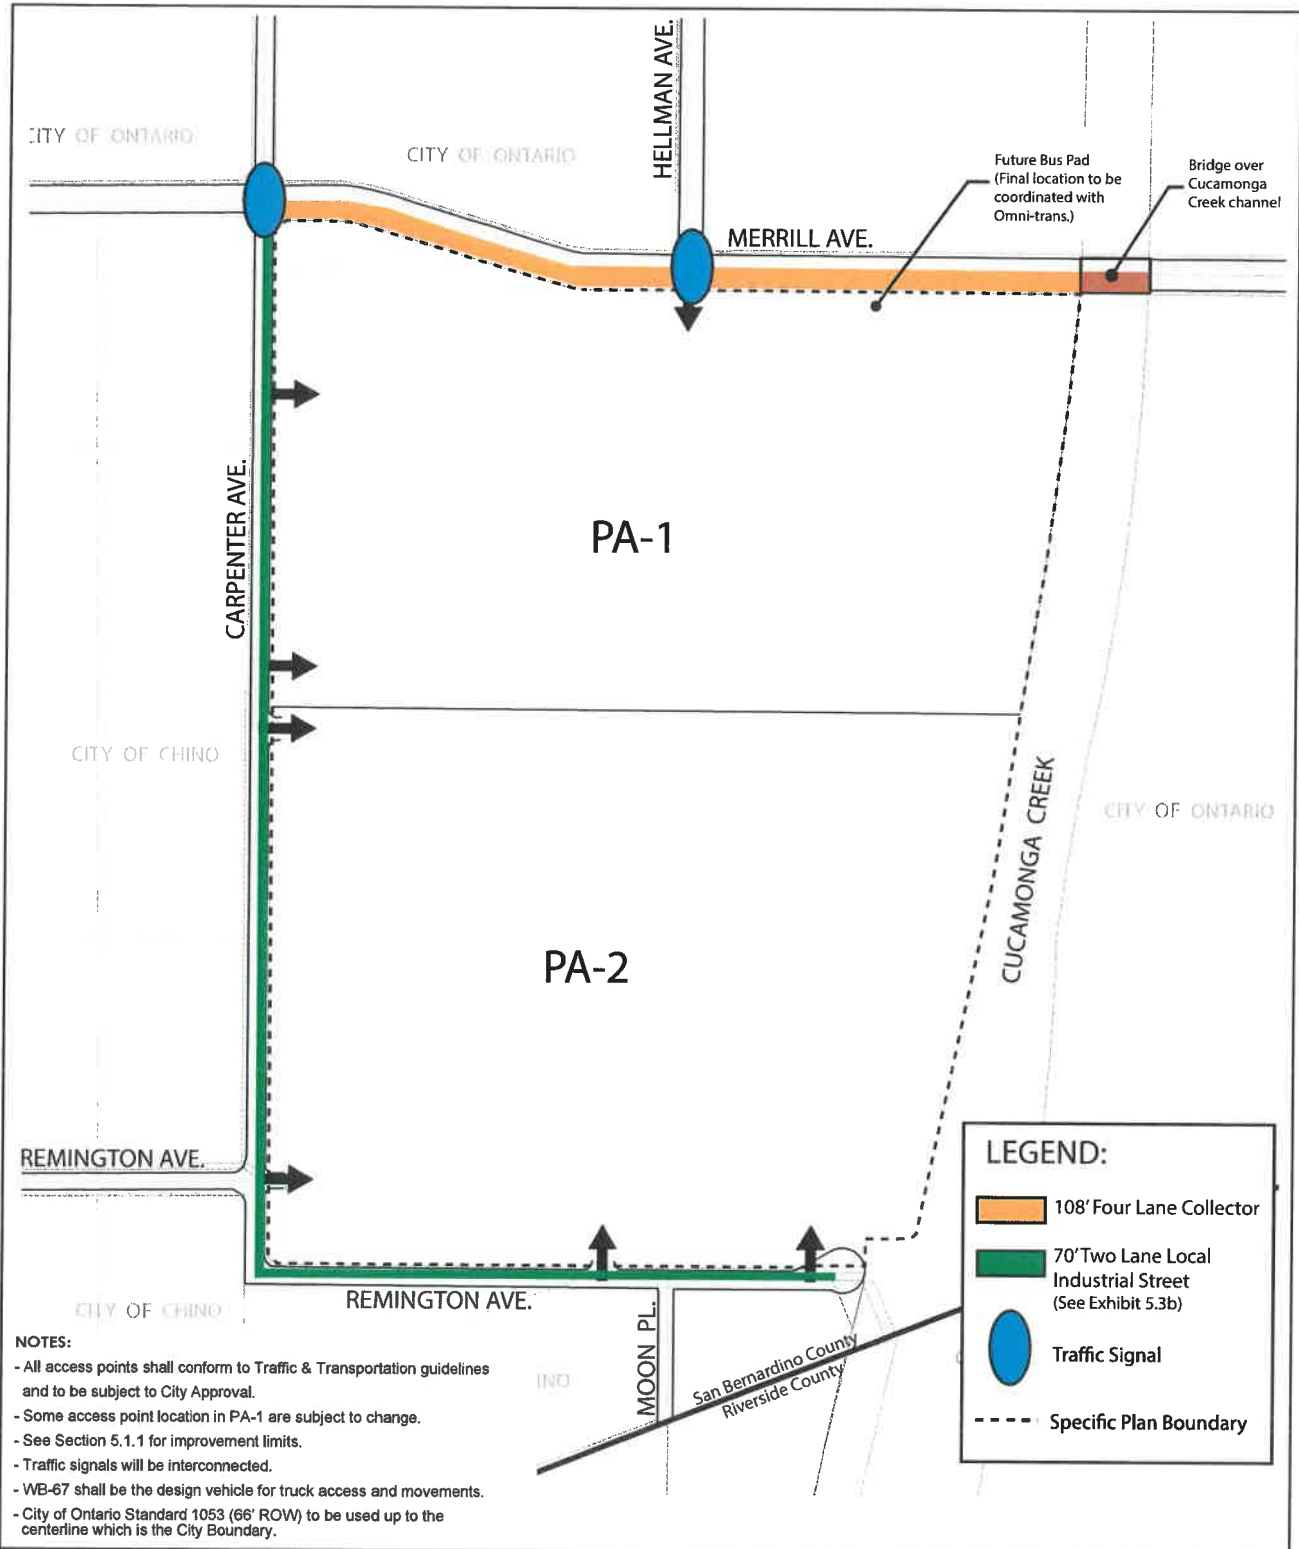 HELLMAN AVE.
CITY OF ONTARIO
CITY OF ONTARIO
Future Bus Pad
(Final location to be
coordinated with
Omni-trans.)
Bridge over
Cucamonga
Creek channel
MERRILL AVE.
CARPENTER AVE.
PA-1
CITY OF CHINO
CUCAMONGA CREEK
CITY OF ONTARIO
PA-2
REMINGTON AVE.
LEGEND:
108' Four Lane Collector
70' Two Lane Local
Industrial Street
(See Exhibit 5.3b)
Traffic Signal
Specific Plan Boundary
REMINGTON AVE.
CITY OF CHINO
MOON PL.
San Bernardino County
Riverside County
NOTES:
- All access points shall conform to Traffic & Transportation guidelines
and to be subject to City Approval.
- Some access point location in PA-1 are subject to change.
- See Section 5.1.1 for improvement limits.
- Traffic signals will be interconnected.
- WB-67 shall be the design vehicle for truck access and movements.
- City of Ontario Standard 1053 (66' ROW) to be used up to the
centerline which is the City Boundary.